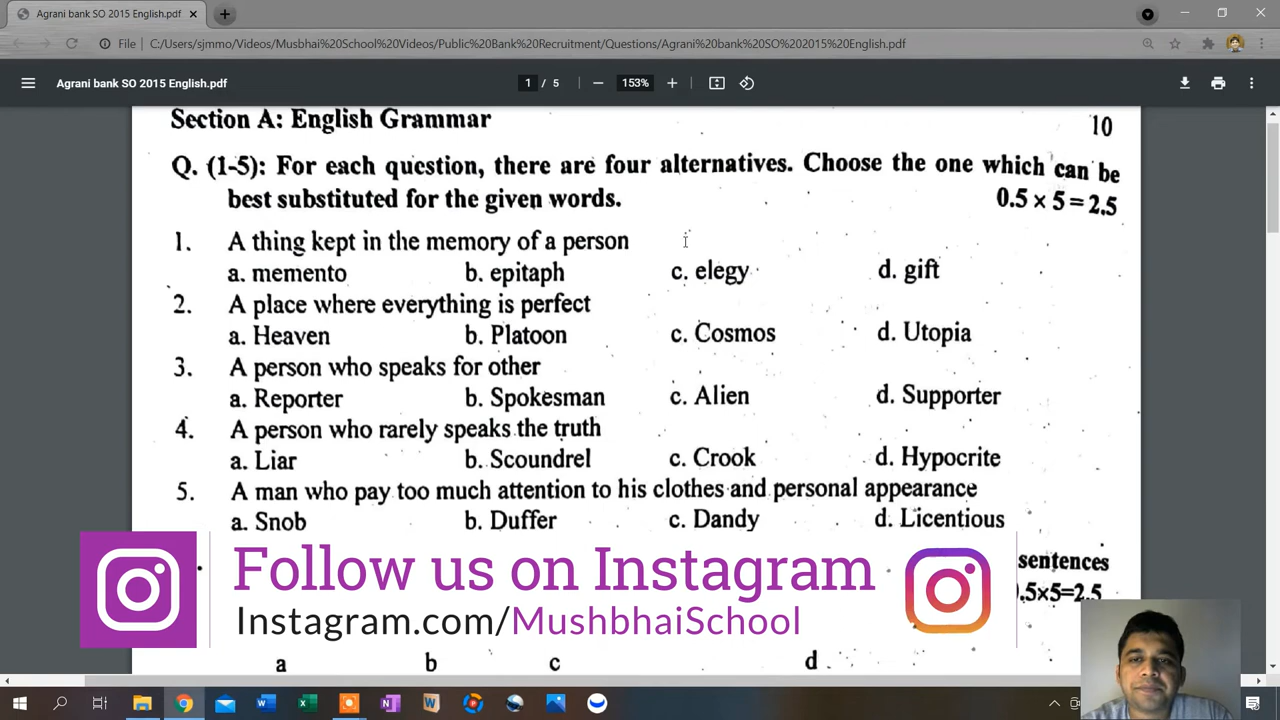 Agrani bank SO 2015 English.pdf
File C:/Users/sjmmo/Videos/Musbhai%20School%20Videos/Public%20Bank%20Recruitment/Questions/Agrani%20bank%20SO%202015%20English.pdf
Agrani bank SO 2015 English.pdf 1 / 5 153%
Section A: English Grammar 10
Q. (1-5): For each question, there are four alternatives. Choose the one which can be
best substituted for the given words. 0.5 × 5 = 2.5
1. A thing kept in the memory of a person
a. memento b. epitaph c. elegy d. gift
2. A place where everything is perfect
a. Heaven b. Platoon c. Cosmos d. Utopia
3. A person who speaks for other
a. Reporter b. Spokesman c. Alien d. Supporter
4. A person who rarely speaks the truth
a. Liar b. Scoundrel c. Crook d. Hypocrite
5. A man who pay too much attention to his clothes and personal appearance
a. Snob b. Duffer c. Dandy d. Licentious
sentences
.5×5=2.5
Follow us on Instagram
Instagram.com/MushbhaiSchool
a b c d